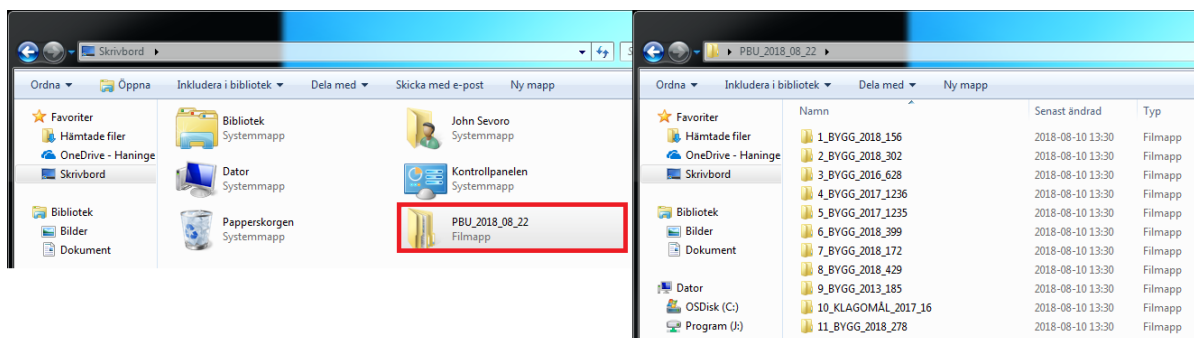 Skrivbord
Ordna Öppna Inkludera i bibliotek Dela med Skicka med e-post Ny mapp
Favoriter
Hämtade filer
OneDrive - Haninge
Skrivbord
Bibliotek
Bilder
Dokument
Bibliotek
Systemmapp
John Sevoro
Systemmapp
Dator
Systemmapp
Kontrollpanelen
Systemmapp
Papperskorgen
Systemmapp
PBU_2018_08_22
Filmapp
PBU_2018_08_22
Ordna Inkludera i bibliotek Dela med Ny mapp
Favoriter
Hämtade filer
OneDrive - Haninge
Skrivbord
Bibliotek
Bilder
Dokument
Dator
OSDisk (C:)
Program (J:)
Namn Senast ändrad Typ
1_BYGG_2018_156 2018-08-10 13:30 Filmapp
2_BYGG_2018_302 2018-08-10 13:30 Filmapp
3_BYGG_2016_628 2018-08-10 13:30 Filmapp
4_BYGG_2017_1236 2018-08-10 13:30 Filmapp
5_BYGG_2017_1235 2018-08-10 13:30 Filmapp
6_BYGG_2018_399 2018-08-10 13:30 Filmapp
7_BYGG_2018_172 2018-08-10 13:30 Filmapp
8_BYGG_2018_429 2018-08-10 13:30 Filmapp
9_BYGG_2013_185 2018-08-10 13:30 Filmapp
10_KLAGOMÅL_2017_16 2018-08-10 13:30 Filmapp
11_BYGG_2018_278 2018-08-10 13:30 Filmapp